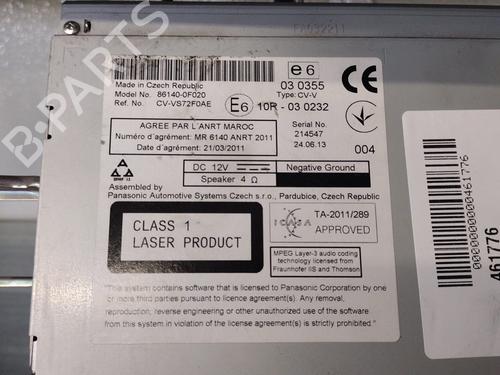 FA092211
Made in Czech Republic
Model No. 86140-0F020
Ref. No. CV-VS72F0AE
e6
03 0355
Type: CV-V
CE
E6 10R - 03 0232
AGREE PAR L'ANRT MAROC
Numéro d'agrément: MR 6140 ANRT 2011
Date d'agrément: 21/03/2011
Serial No.
214547
24.06.13
004
DC 12V
Negative Ground
Speaker 4 Ω
Assembled by
Panasonic Automotive Systems Czech s.r.o., Pardubice, Czech Republic
CLASS 1
LASER PRODUCT
ICASA
TA-2011/289
APPROVED
MPEG Layer-3 audio coding
technology licensed from
Fraunhofer IIS and Thomson
"This system contains software that is licensed to Panasonic Corporation by one
or more third parties pursuant to licence agreement(s). Any removal,
reproduction, reverse engineering or other unauthorized use of the software
from this system in violation of the agreement(s) is strictly prohibited."
0000000000461776
461776